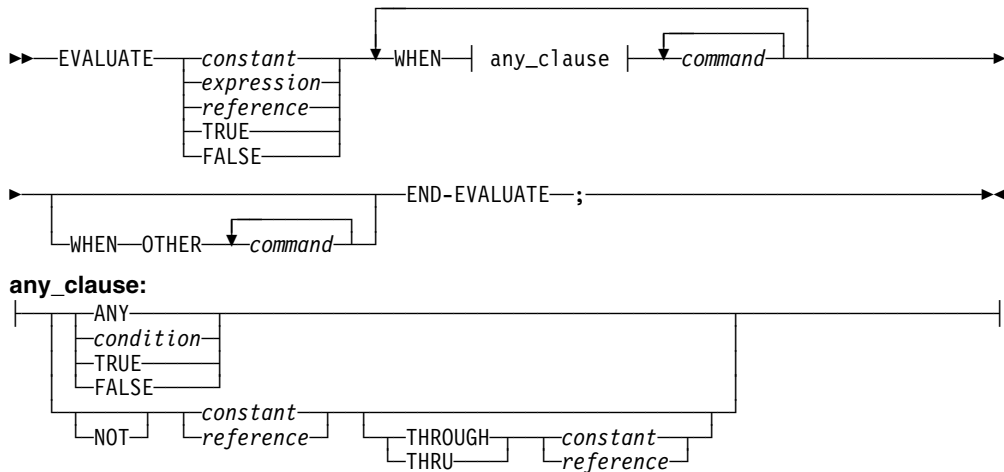 EVALUATE constant WHEN any_clause command
expression
reference
TRUE
FALSE
END-EVALUATE ;
WHEN OTHER command
any_clause:
ANY
condition
TRUE
FALSE
NOT constant THROUGH constant
reference THRU reference